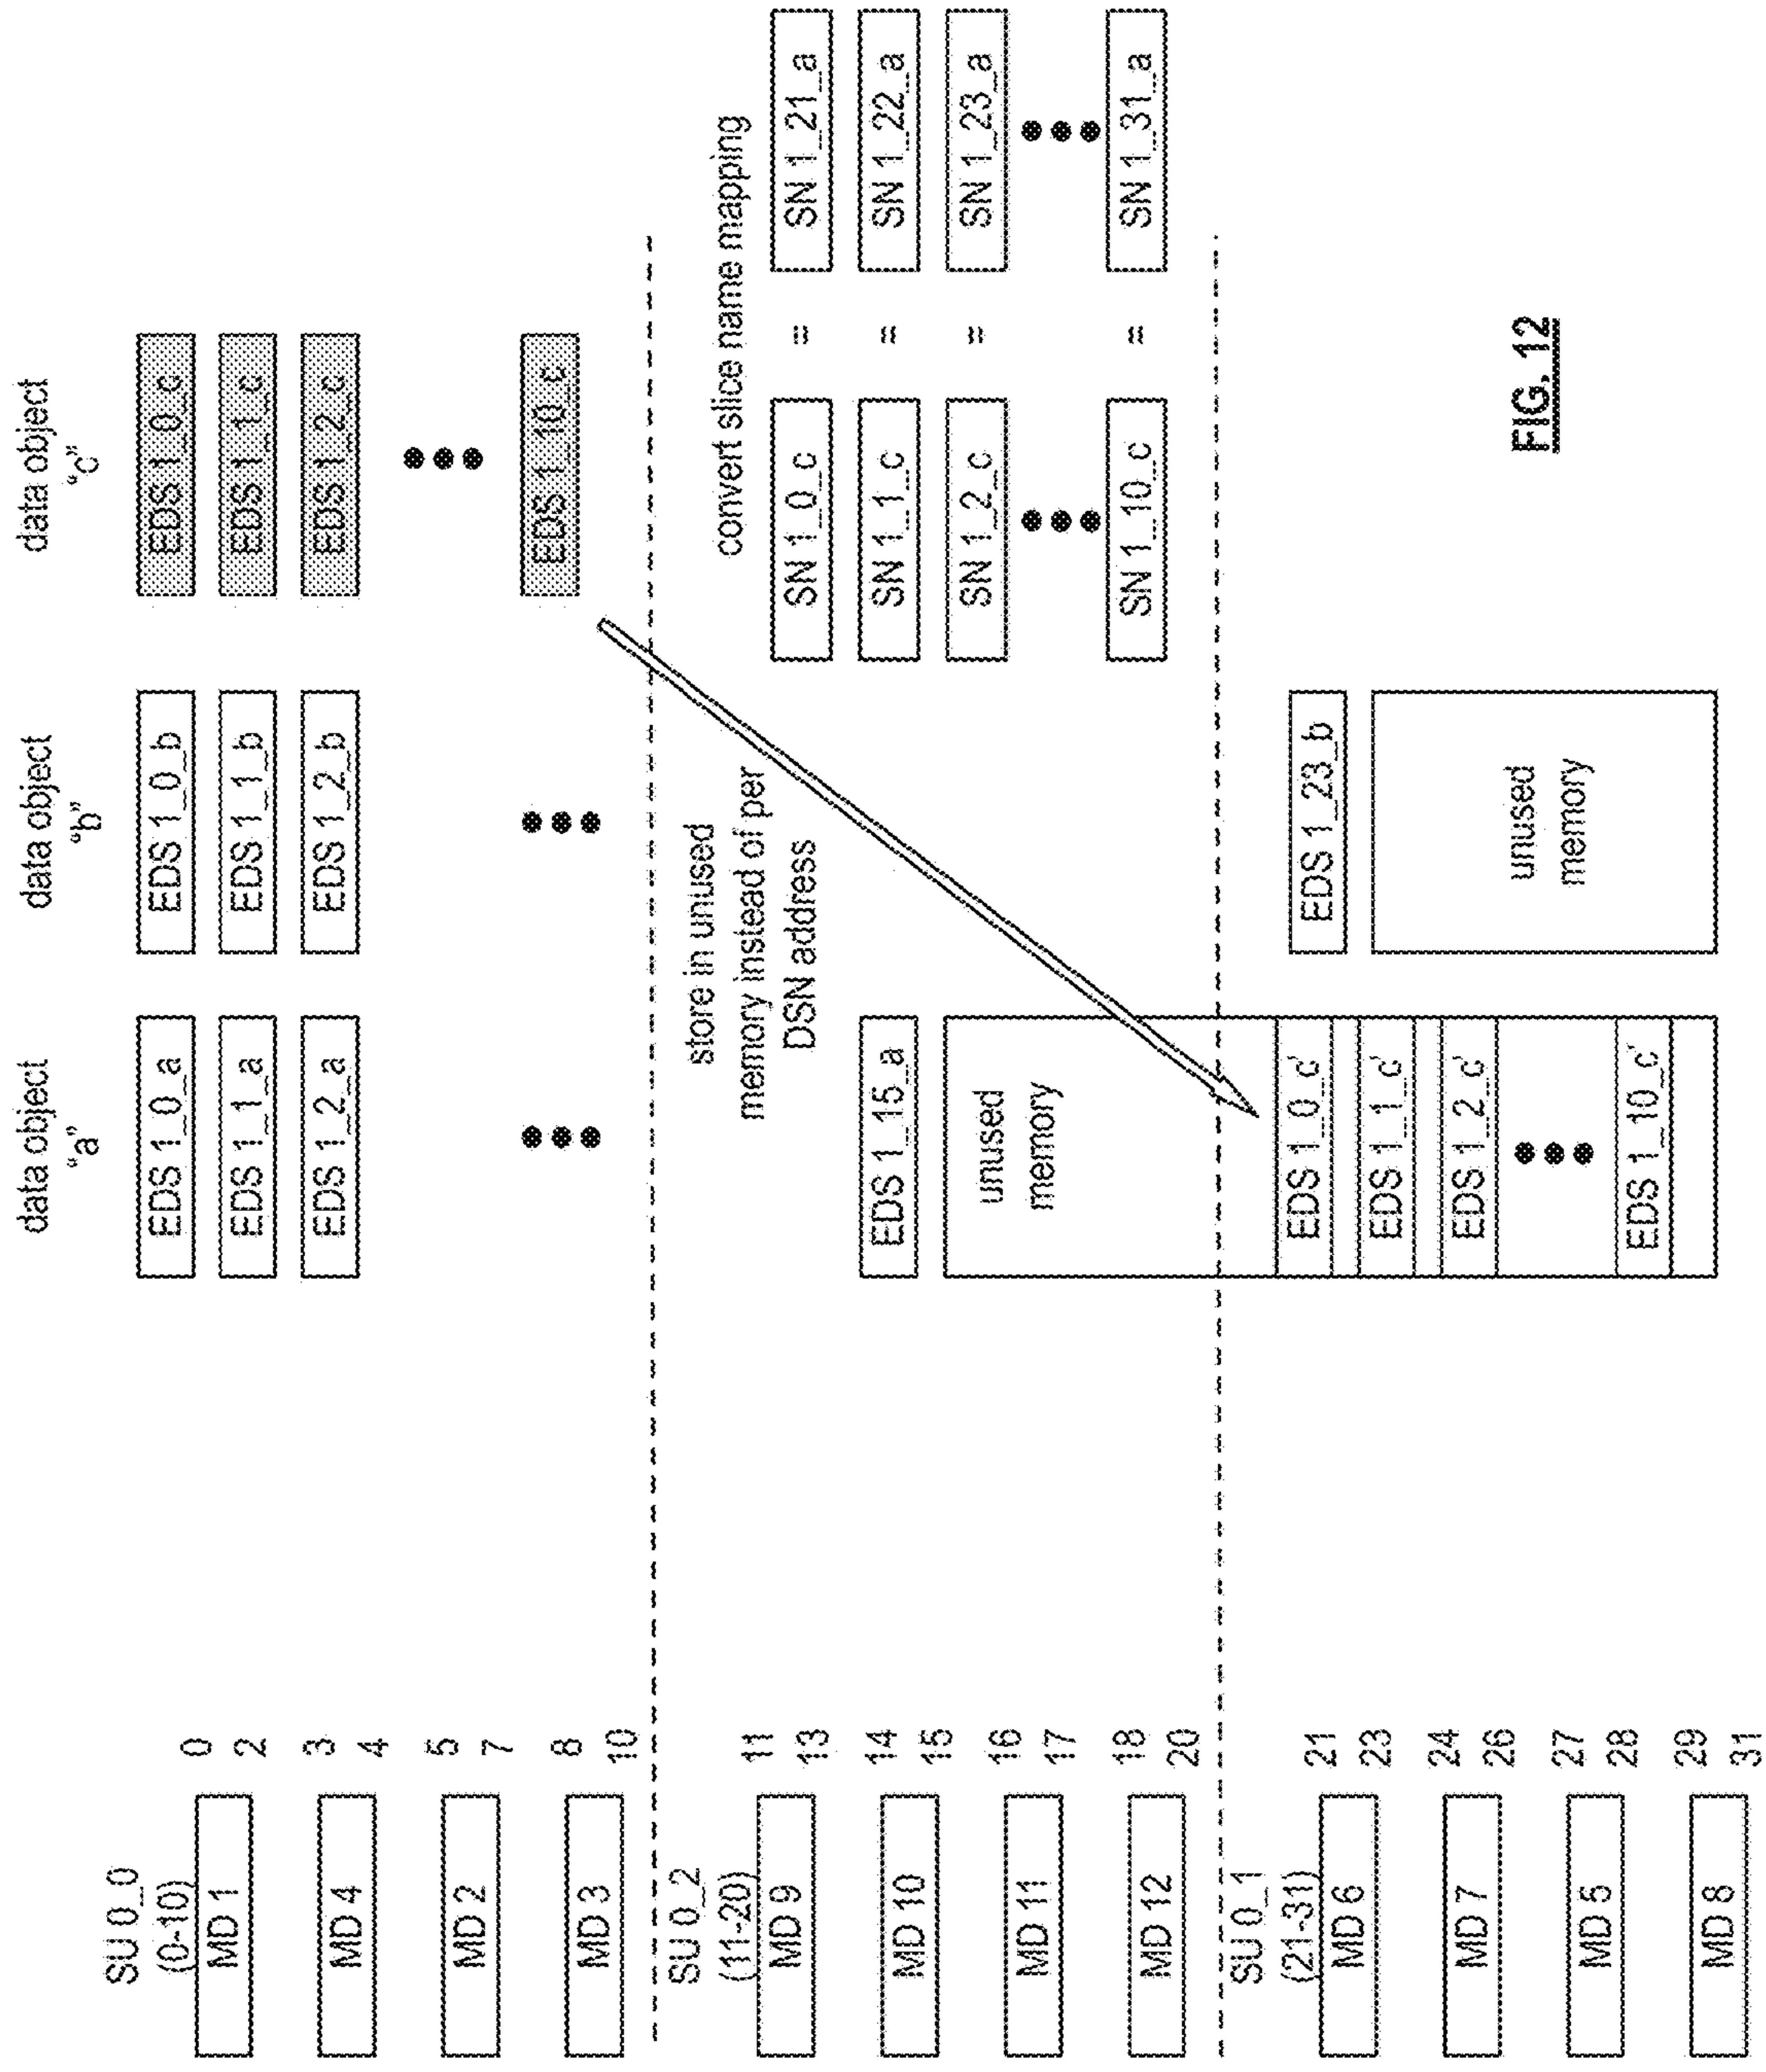 data object
"a"
data object
"b"
data object
"c"
SU 0_0
(0-10)
MD 1
0
2
EDS 1_0_a
EDS 1_0_b
EDS 1_0_c
EDS 1_1_a
EDS 1_1_b
EDS 1_1_c
MD 4
3
4
EDS 1_2_a
EDS 1_2_b
EDS 1_2_c
MD 2
5
7
MD 3
8
10
EDS 1_10_c
SU 0_2
(11-20)
store in unused
memory instead of per
DSN address
convert slice name mapping
MD 9
11
13
SN 1_0_c
=
SN 1_21_a
MD 10
14
15
EDS 1_15_a
SN 1_1_c
=
SN 1_22_a
unused
memory
SN 1_2_c
=
SN 1_23_a
MD 11
16
17
MD 12
18
20
SN 1_10_c
=
SN 1_31_a
SU 0_1
(21-31)
MD 6
21
23
EDS 1_0_c'
EDS 1_23_b
EDS 1_1_c'
MD 7
24
26
EDS 1_2_c'
unused
memory
MD 5
27
28
EDS 1_10_c'
MD 8
29
31
FIG. 12